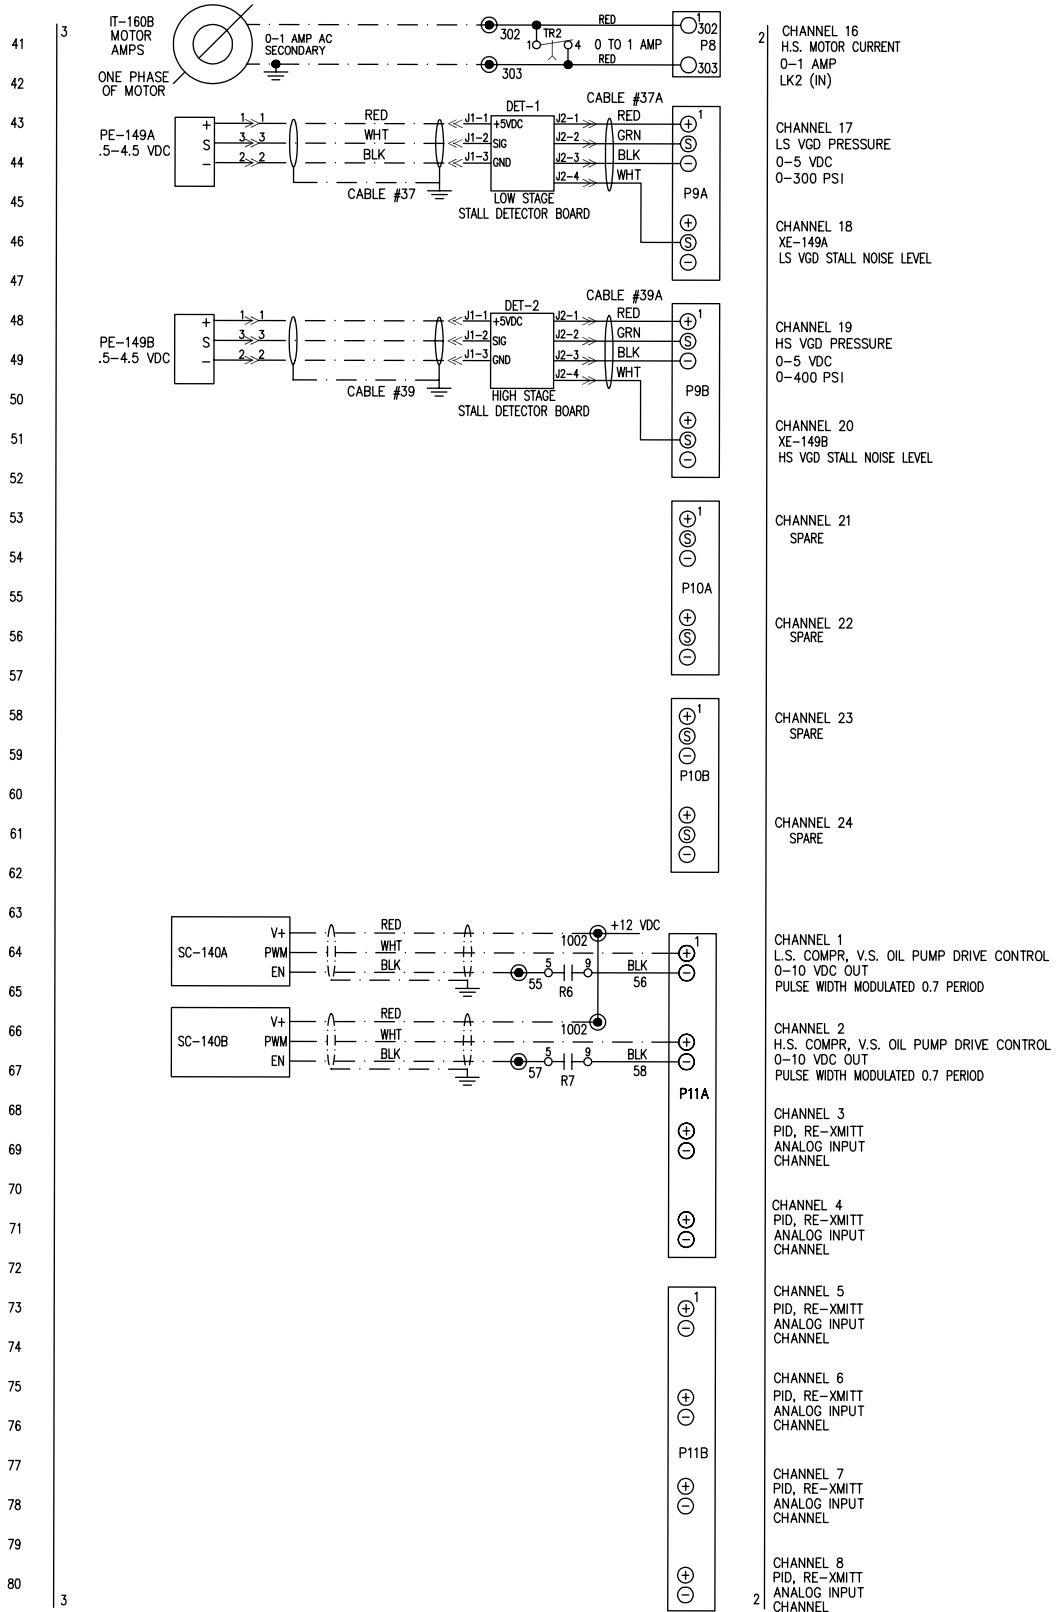 3
IT-160B
MOTOR
AMPS
ONE PHASE
OF MOTOR
0-1 AMP AC
SECONDARY
302
303
TR2
1 4
RED
0 TO 1 AMP
RED
1
302
P8
303
2
CHANNEL 16
H.S. MOTOR CURRENT
0-1 AMP
LK2 (IN)
41
42
43
44
45
46
47
PE-149A
.5-4.5 VDC
+
S
-
1 1
3 3
2 2
RED
WHT
BLK
CABLE #37
J1-1
J1-2
J1-3
DET-1
+5VDC
SIG
GND
J2-1
J2-2
J2-3
J2-4
LOW STAGE
STALL DETECTOR BOARD
CABLE #37A
RED
GRN
BLK
WHT
+ 1
S
-
P9A
+
S
-
CHANNEL 17
LS VGD PRESSURE
0-5 VDC
0-300 PSI
CHANNEL 18
XE-149A
LS VGD STALL NOISE LEVEL
48
49
50
51
52
PE-149B
.5-4.5 VDC
+
S
-
1 1
3 3
2 2
RED
WHT
BLK
CABLE #39
J1-1
J1-2
J1-3
DET-2
+5VDC
SIG
GND
J2-1
J2-2
J2-3
J2-4
HIGH STAGE
STALL DETECTOR BOARD
CABLE #39A
RED
GRN
BLK
WHT
+ 1
S
-
P9B
+
S
-
CHANNEL 19
HS VGD PRESSURE
0-5 VDC
0-400 PSI
CHANNEL 20
XE-149B
HS VGD STALL NOISE LEVEL
53
54
55
56
57
+ 1
S
-
P10A
+
S
-
CHANNEL 21
SPARE
CHANNEL 22
SPARE
58
59
60
61
62
+ 1
S
-
P10B
+
S
-
CHANNEL 23
SPARE
CHANNEL 24
SPARE
63
64
65
66
67
SC-140A
V+
PWM
EN
RED
WHT
BLK
55
5 9
R6
1002
+12 VDC
BLK
56
SC-140B
V+
PWM
EN
RED
WHT
BLK
57
5 9
R7
1002
BLK
58
1
+
-
+
-
P11A
+
-
+
-
CHANNEL 1
L.S. COMPR, V.S. OIL PUMP DRIVE CONTROL
0-10 VDC OUT
PULSE WIDTH MODULATED 0.7 PERIOD
CHANNEL 2
H.S. COMPR, V.S. OIL PUMP DRIVE CONTROL
0-10 VDC OUT
PULSE WIDTH MODULATED 0.7 PERIOD
68
69
70
71
72
CHANNEL 3
PID, RE-XMITT
ANALOG INPUT
CHANNEL
CHANNEL 4
PID, RE-XMITT
ANALOG INPUT
CHANNEL
73
74
75
76
77
78
79
80
+ 1
-
+
-
P11B
+
-
+
-
CHANNEL 5
PID, RE-XMITT
ANALOG INPUT
CHANNEL
CHANNEL 6
PID, RE-XMITT
ANALOG INPUT
CHANNEL
CHANNEL 7
PID, RE-XMITT
ANALOG INPUT
CHANNEL
CHANNEL 8
PID, RE-XMITT
ANALOG INPUT
CHANNEL
3
2